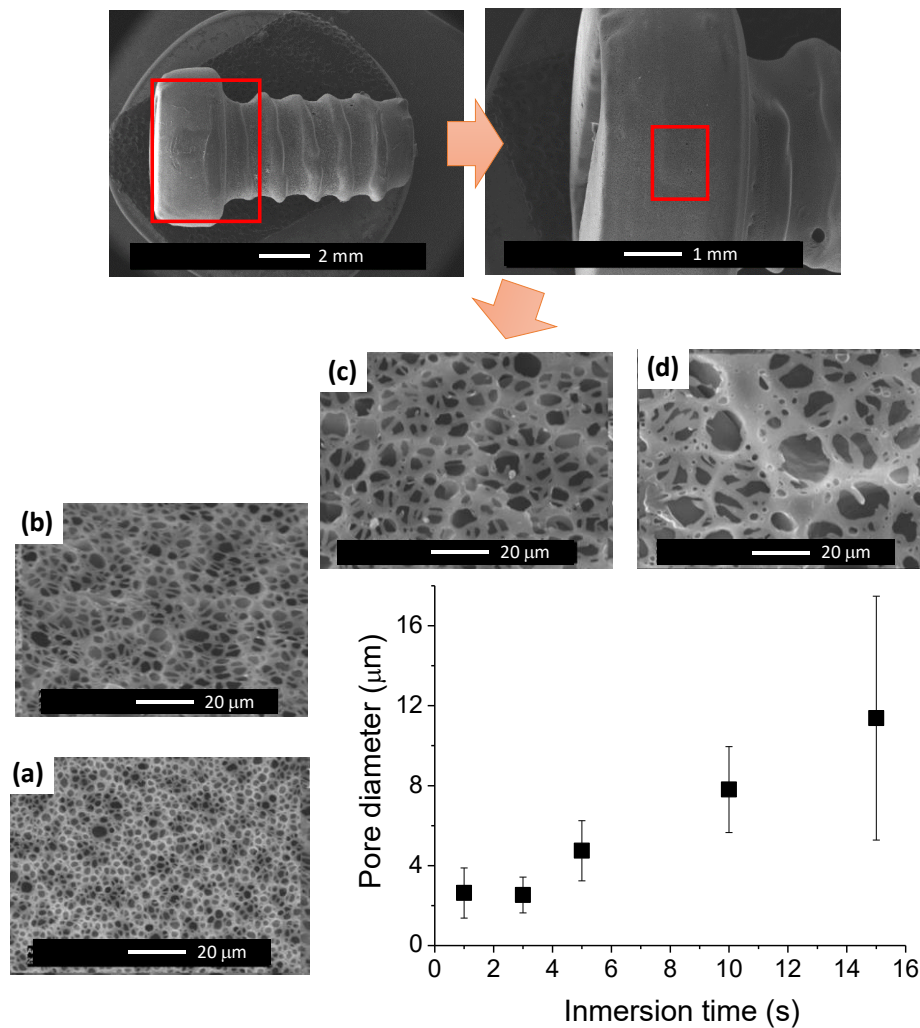 2 mm
1 mm
(c)
(d)
20 μm
20 μm
(b)
20 μm
(a)
20 μm
Pore diameter (μm)
16
12
8
4
0
0 2 4 6 8 10 12 14 16
Inmersion time (s)